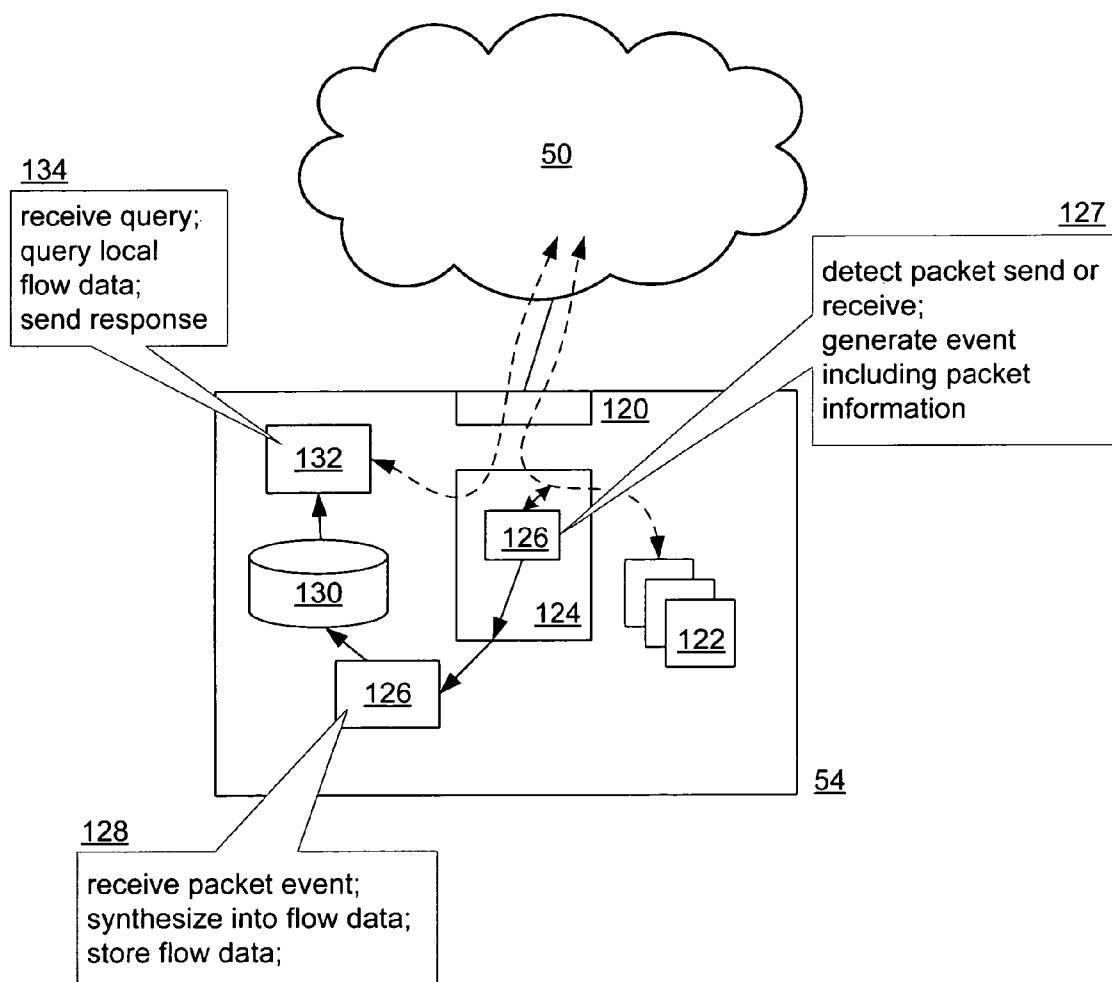 50
134
receive query;
query local
flow data;
send response
127
detect packet send or
receive;
generate event
including packet
information
120
132
126
130
124
122
126
54
128
receive packet event;
synthesize into flow data;
store flow data;